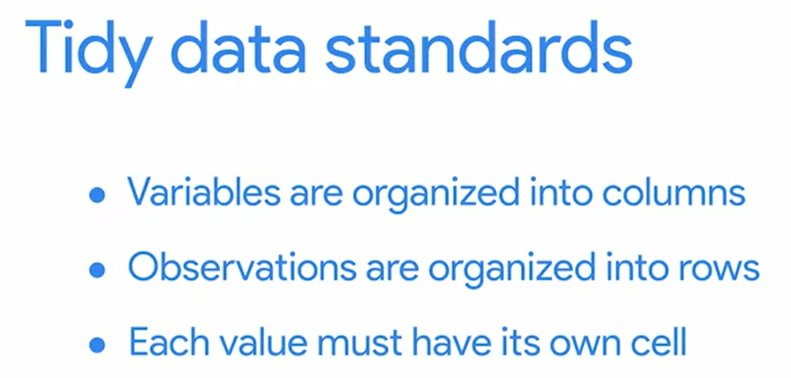 Tidy data standards
• Variables are organized into columns
• Observations are organized into rows
• Each value must have its own cell